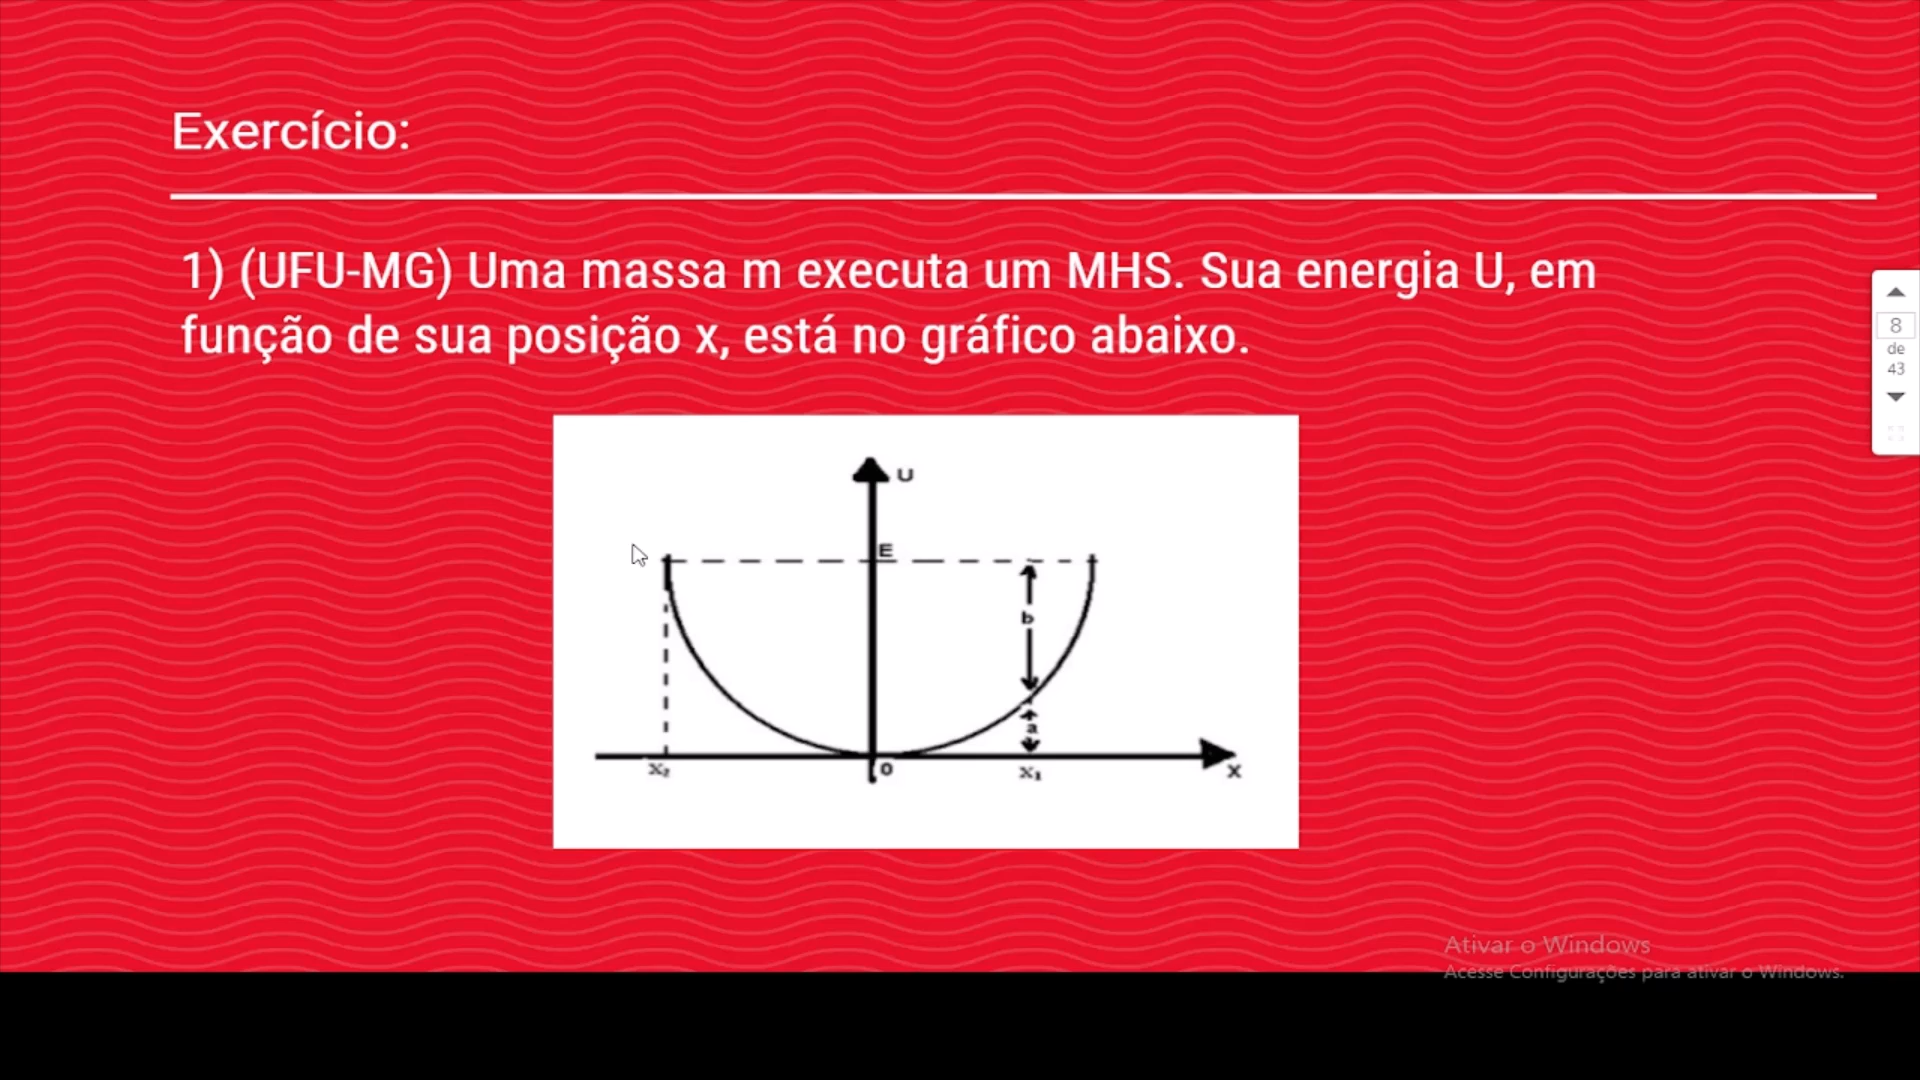 Exercício:
1) (UFU-MG) Uma massa m executa um MHS. Sua energia U, em
função de sua posição x, está no gráfico abaixo.
8
de
43
U
E
b
a
x₂
0
x₁
X
Ativar o Windows
Acesse Configurações para ativar o Windows.